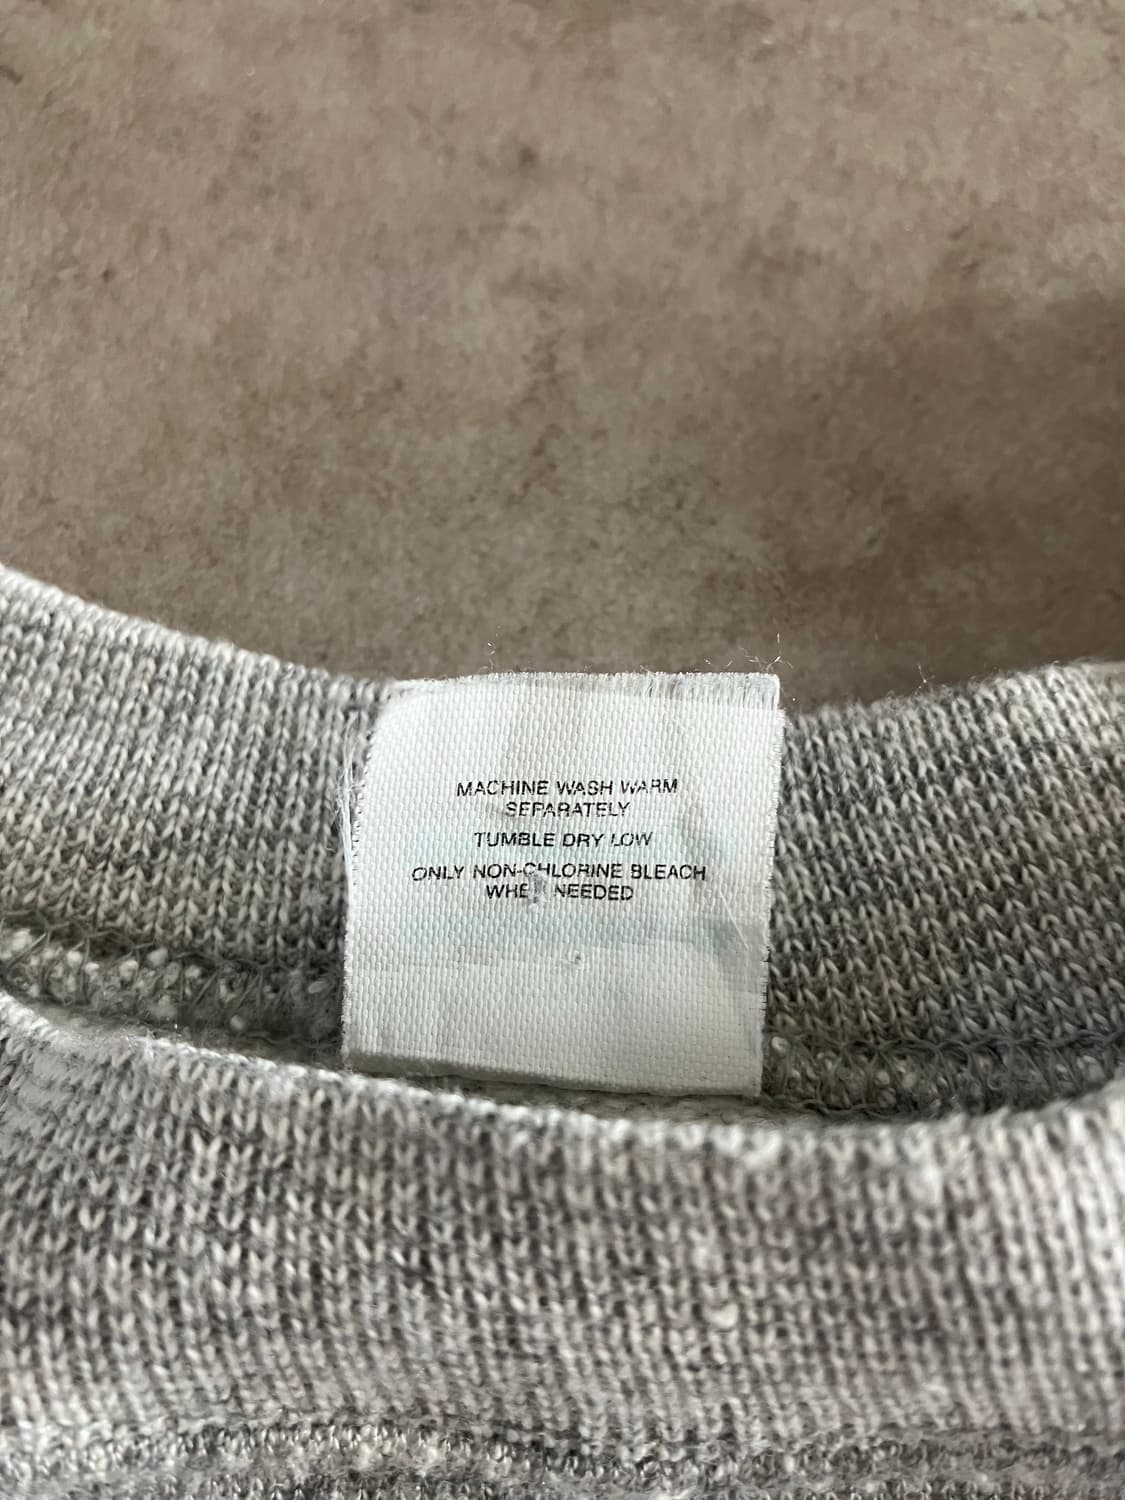 MACHINE WASH WARM
SEPARATELY
TUMBLE DRY LOW
ONLY NON-CHLORINE BLEACH
WHEN NEEDED